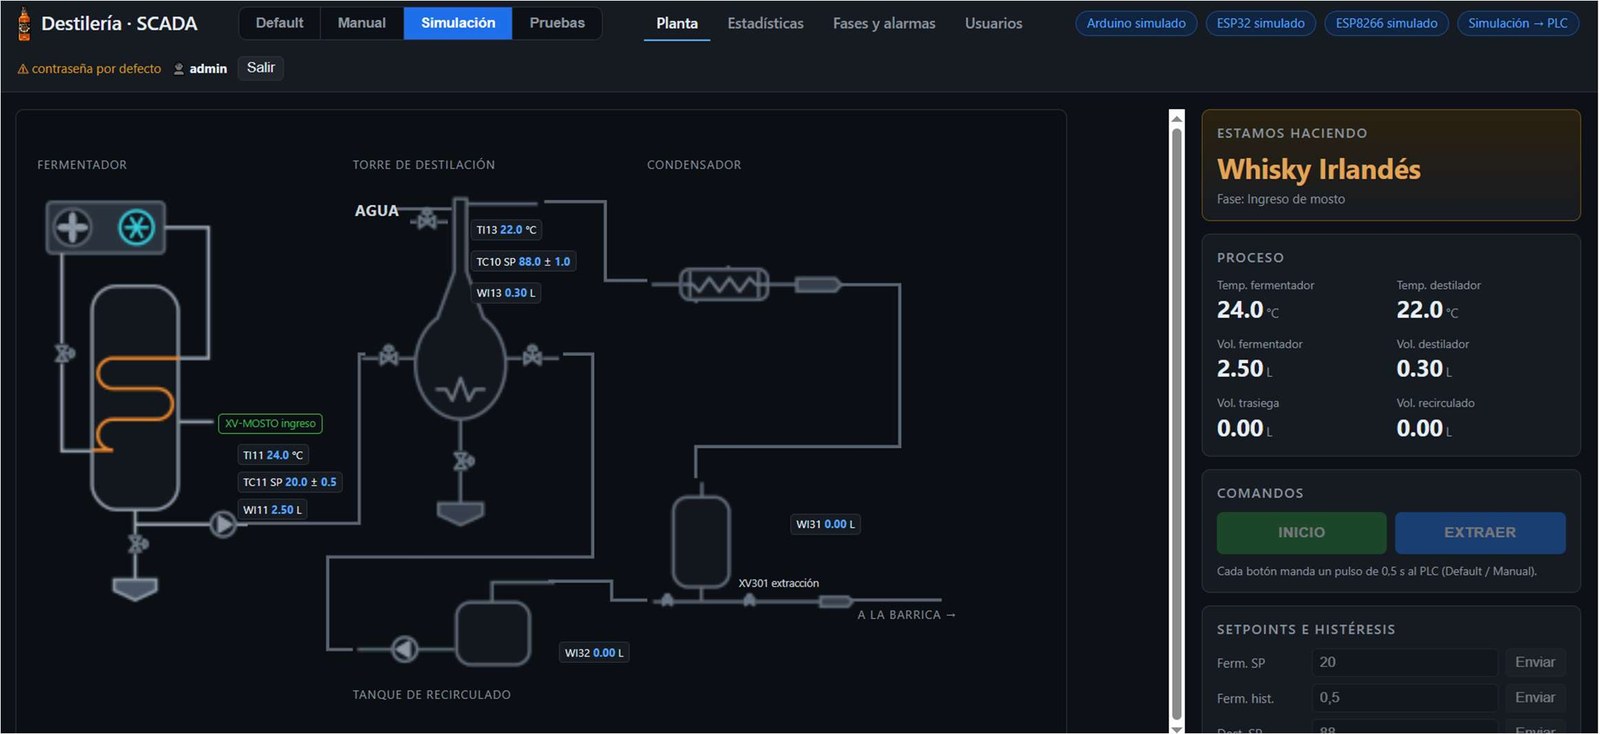 Destilería · SCADA
Default
Manual
Simulación
Pruebas
Planta
Estadísticas
Fases y alarmas
Usuarios
Arduino simulado
ESP32 simulado
ESP8266 simulado
Simulación → PLC
⚠ contraseña por defecto
admin
Salir
FERMENTADOR
TORRE DE DESTILACIÓN
CONDENSADOR
AGUA
TI13 22.0 °C
TC10 SP 88.0 ± 1.0
WI13 0.30 L
XV-MOSTO ingreso
TI11 24.0 °C
TC11 SP 20.0 ± 0.5
WI11 2.50 L
WI31 0.00 L
XV301 extracción
A LA BARRICA →
WI32 0.00 L
TANQUE DE RECIRCULADO
ESTAMOS HACIENDO
Whisky Irlandés
Fase: Ingreso de mosto
PROCESO
Temp. fermentador
Temp. destilador
24.0 °C
22.0 °C
Vol. fermentador
Vol. destilador
2.50 L
0.30 L
Vol. trasiega
Vol. recirculado
0.00 L
0.00 L
COMANDOS
INICIO
EXTRAER
Cada botón manda un pulso de 0,5 s al PLC (Default / Manual).
SETPOINTS E HISTÉRESIS
Ferm. SP
20
Enviar
Ferm. hist.
0,5
Enviar
Dest. SP
88
Enviar